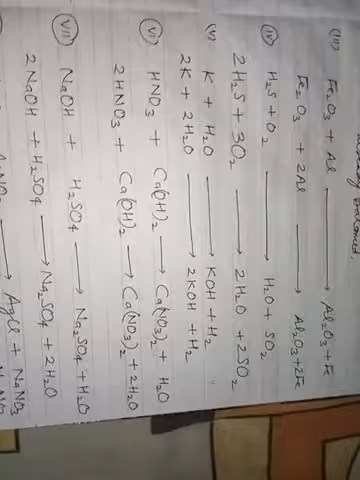 (iii) Fe₂O₃ + Al ⟶ Al₂O₃ + Fe
Fe₂O₃ + 2Al ⟶ Al₂O₃ + 2Fe
(iv) H₂S + O₂ ⟶ H₂O + SO₂
2H₂S + 3O₂ ⟶ 2H₂O + 2SO₂
(v) K + H₂O ⟶ KOH + H₂
2K + 2H₂O ⟶ 2KOH + H₂
(vi) HNO₃ + Ca(OH)₂ ⟶ Ca(NO₃)₂ + H₂O
2HNO₃ + Ca(OH)₂ ⟶ Ca(NO₃)₂ + 2H₂O
(vii) NaOH + H₂SO₄ ⟶ Na₂SO₄ + H₂O
2NaOH + H₂SO₄ ⟶ Na₂SO₄ + 2H₂O
⟶ AgCl + NaNO₃